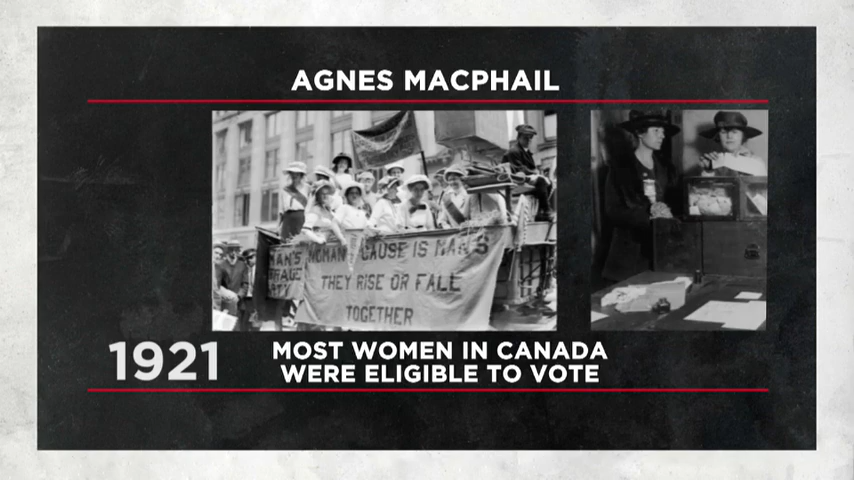 AGNES MACPHAIL
WOMAN'S CAUSE IS MAN'S
THEY RISE OR FALL
TOGETHER
1921
MOST WOMEN IN CANADA
WERE ELIGIBLE TO VOTE